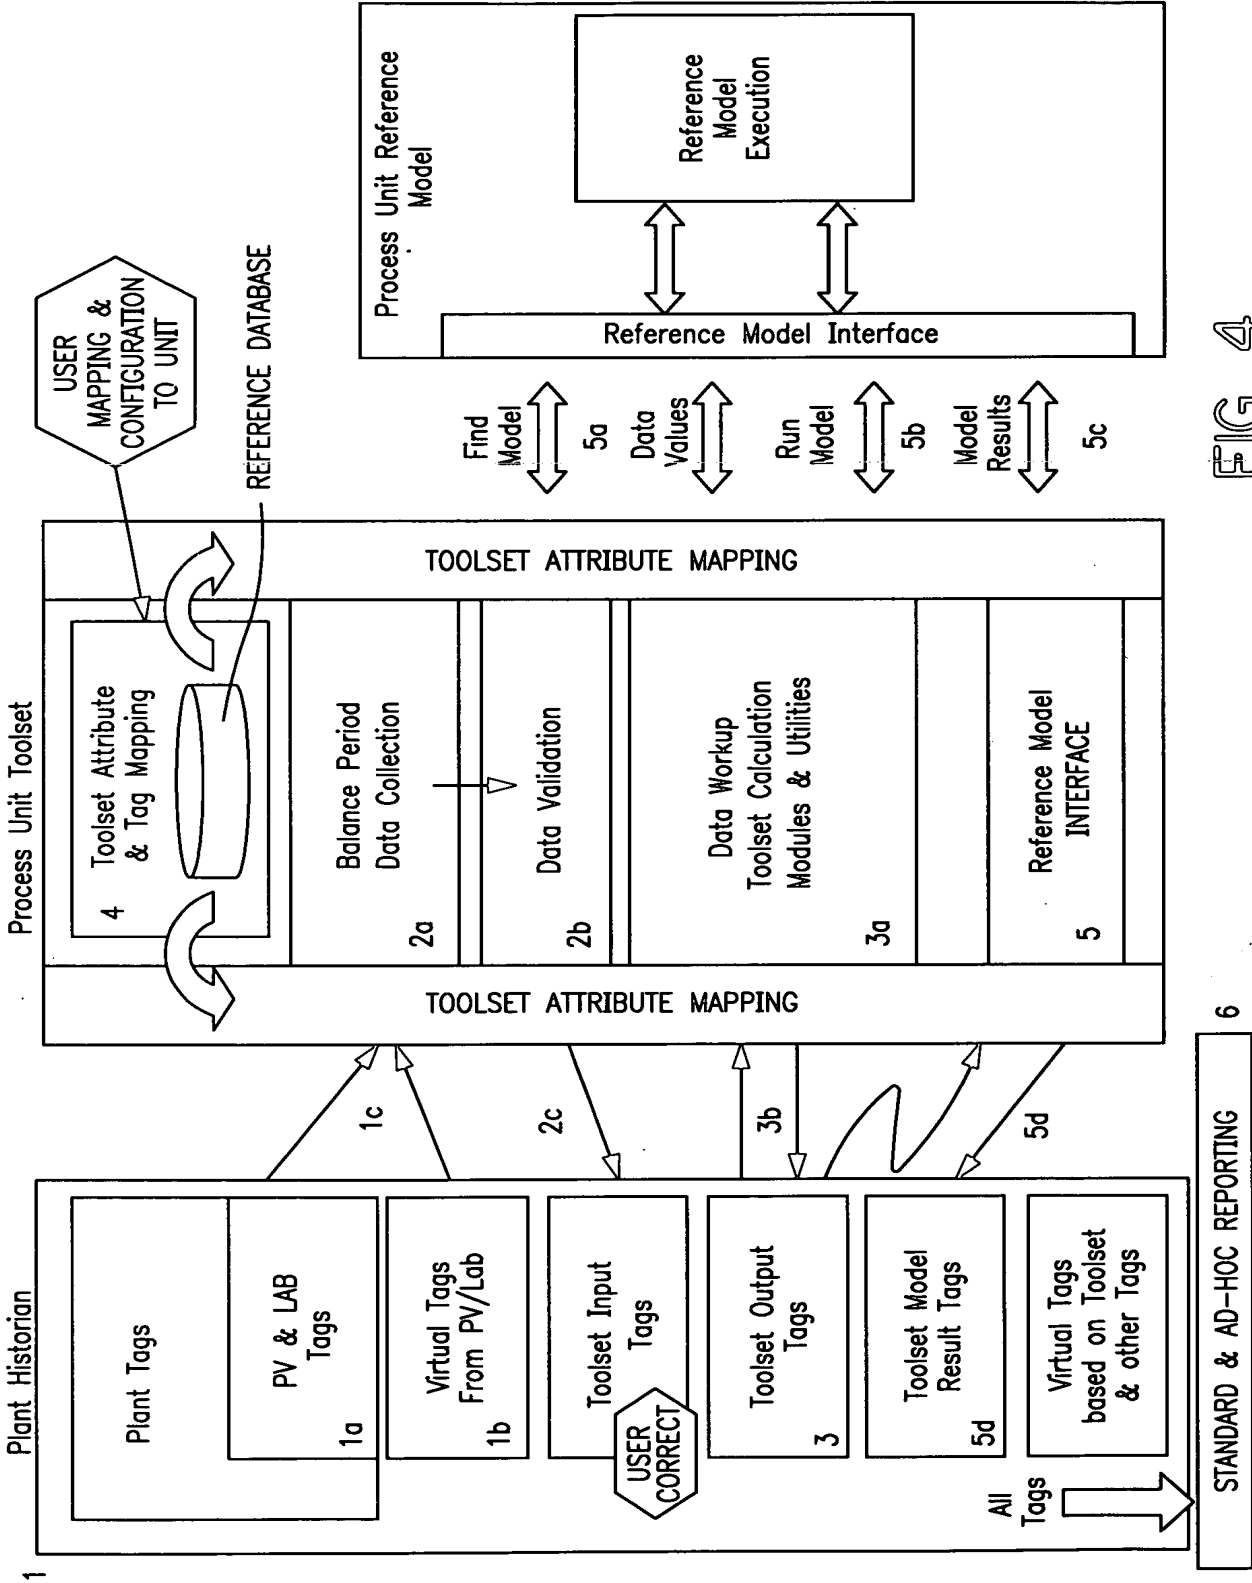 1
Plant Historian
Plant Tags
PV & LAB
Tags
1a
Virtual Tags
From PV/Lab
1b
Toolset Input
Tags
USER
CORRECT
Toolset Output
Tags
3
Toolset Model
Result Tags
5d
Virtual Tags
based on Toolset
& other Tags
All
Tags
STANDARD & AD-HOC REPORTING
6
1c
2c
3b
5d
Process Unit Toolset
TOOLSET ATTRIBUTE MAPPING
Toolset Attribute
& Tag Mapping
4
Balance Period
Data Collection
2a
Data Validation
2b
Data Workup
Toolset Calculation
Modules & Utilities
3a
Reference Model
INTERFACE
5
TOOLSET ATTRIBUTE MAPPING
USER
MAPPING &
CONFIGURATION
TO UNIT
REFERENCE DATABASE
Find
Model
5a
Data
Values
Run
Model
5b
Model
Results
5c
Process Unit Reference
Model
Reference Model Interface
Reference
Model
Execution
FIG 4